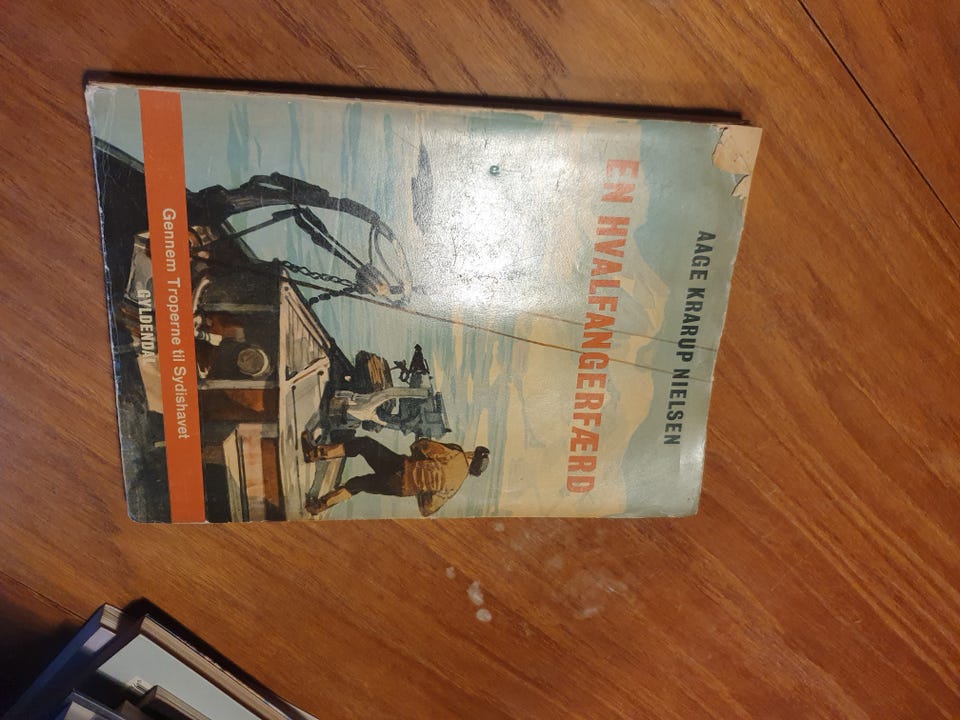 AAGE KRARUP NIELSEN
EN HVALFANGERFÆRD
Gennem Troperne til Sydishavet
GYLDENDAL